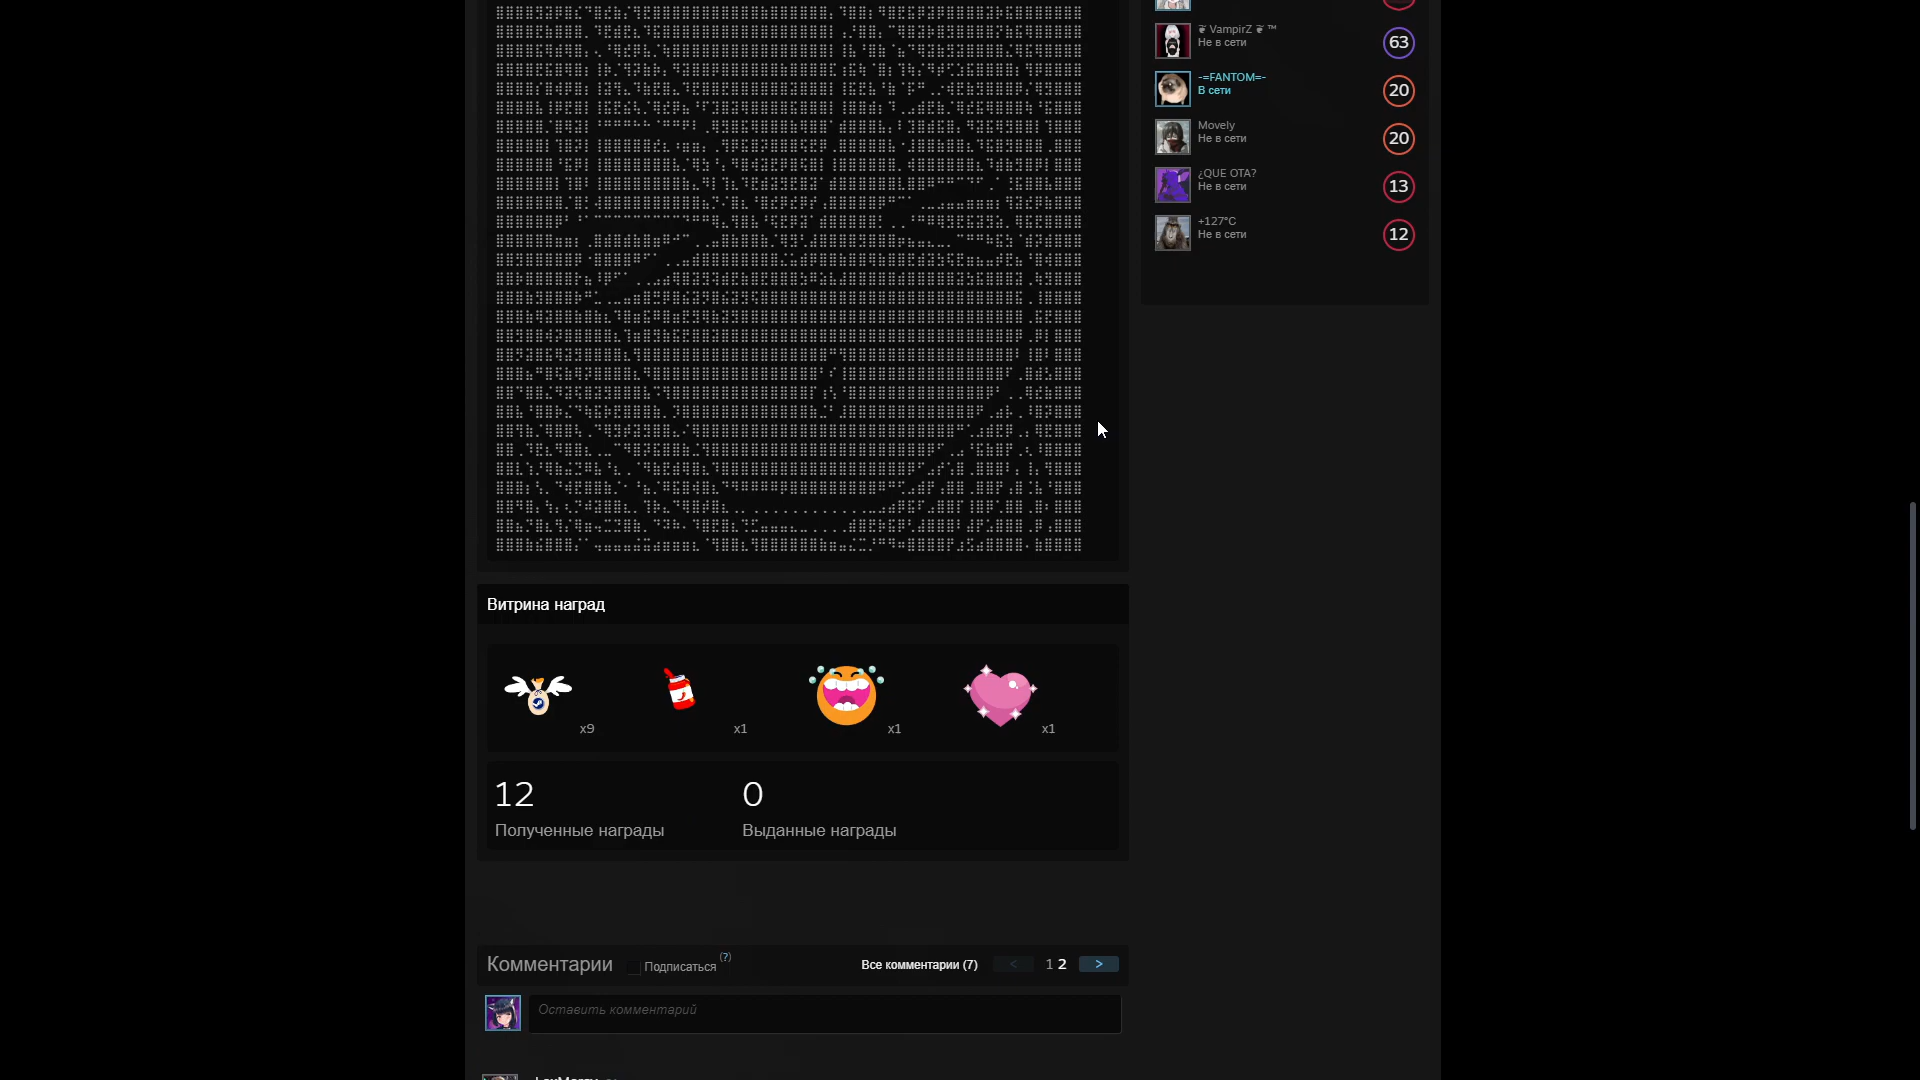 ❦ VampirZ ❦ ™
Не в сети
63
-=FANTOM=-
В сети
20
Movely
Не в сети
20
¿QUE OTA?
Не в сети
13
+127°C
Не в сети
12
Витрина наград
x9
x1
x1
x1
12
Полученные награды
0
Выданные награды
Комментарии
Подписаться (?)
Все комментарии (7)
<
1 2
>
Оставить комментарий